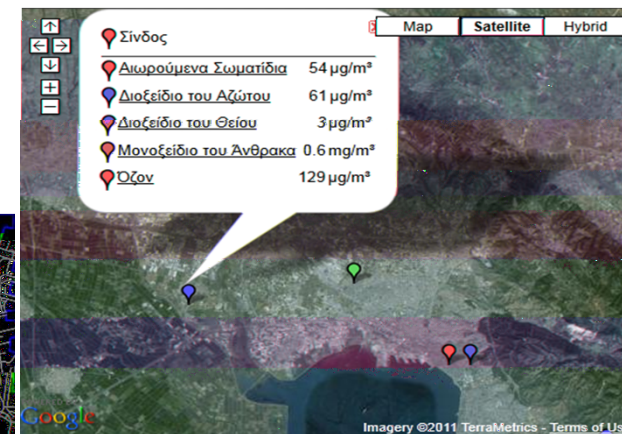 Σίνδος
Αιωρούμενα Σωματίδια 54 µg/m³
Διοξείδιο του Αζώτου 61 µg/m³
Διοξείδιο του Θείου 3 µg/m³
Μονοξείδιο του Άνθρακα 0.6 mg/m³
Όζον 129 µg/m³
Map Satellite Hybrid
Google
Imagery ©2011 TerraMetrics - Terms of Us